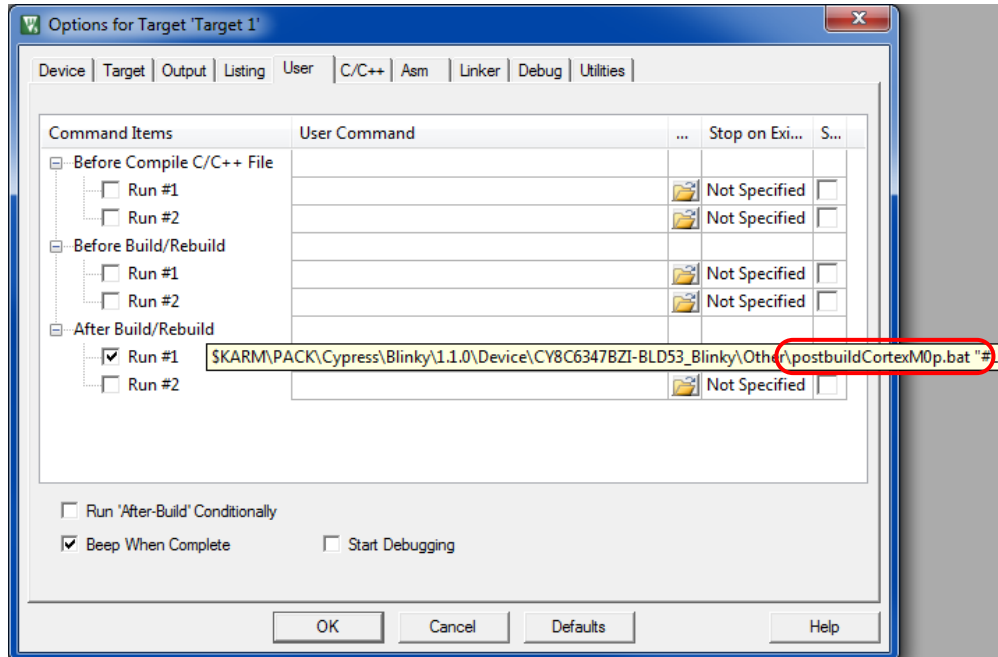 Options for Target 'Target 1'
Device Target Output Listing User C/C++ Asm Linker Debug Utilities
Command Items User Command ... Stop on Exi... S...
Before Compile C/C++ File
Run #1 Not Specified
Run #2 Not Specified
Before Build/Rebuild
Run #1 Not Specified
Run #2 Not Specified
After Build/Rebuild
Run #1 $KARM\PACK\Cypress\Blinky\1.1.0\Device\CY8C6347BZI-BLD53_Blinky\Other\postbuildCortexM0p.bat "#
Run #2 Not Specified
Run 'After-Build' Conditionally
Beep When Complete Start Debugging
OK Cancel Defaults Help